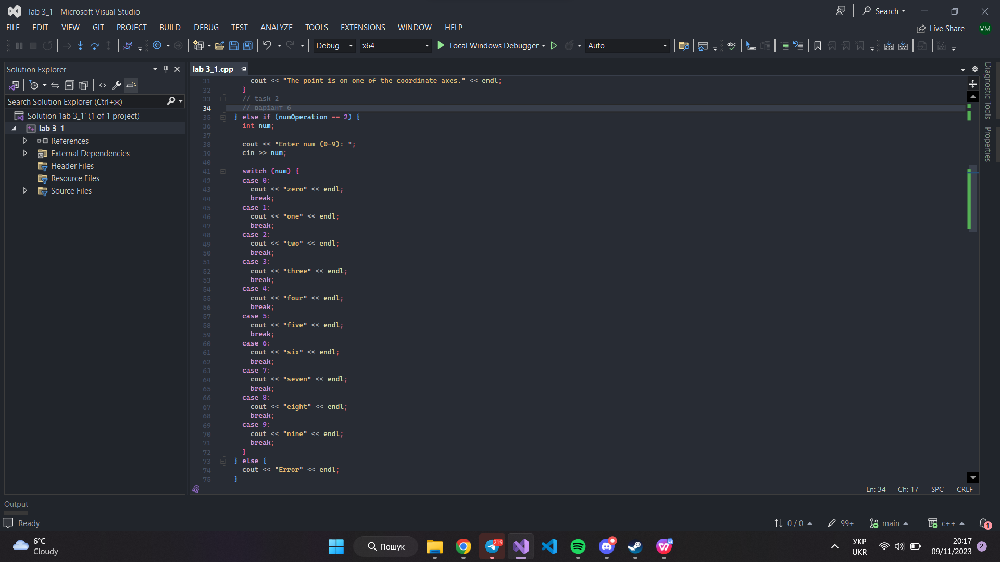 lab 3_1 - Microsoft Visual Studio
Search
FILE EDIT VIEW GIT PROJECT BUILD DEBUG TEST ANALYZE TOOLS EXTENSIONS WINDOW HELP
Live Share
VM
Debug
x64
Local Windows Debugger
Auto
abc
Solution Explorer
Search Solution Explorer (Ctrl+ж)
Solution 'lab 3_1' (1 of 1 project)
lab 3_1
References
External Dependencies
Header Files
Resource Files
Source Files
lab 3_1.cpp
31 cout << "The point is on one of the coordinate axes." << endl;
32 }
33 // task 2
34 // варіант 6
35 } else if (numOperation == 2) {
36 int num;
37
38 cout << "Enter num (0-9): ";
39 cin >> num;
40
41 switch (num) {
42 case 0:
43 cout << "zero" << endl;
44 break;
45 case 1:
46 cout << "one" << endl;
47 break;
48 case 2:
49 cout << "two" << endl;
50 break;
51 case 3:
52 cout << "three" << endl;
53 break;
54 case 4:
55 cout << "four" << endl;
56 break;
57 case 5:
58 cout << "five" << endl;
59 break;
60 case 6:
61 cout << "six" << endl;
62 break;
63 case 7:
64 cout << "seven" << endl;
65 break;
66 case 8:
67 cout << "eight" << endl;
68 break;
69 case 9:
70 cout << "nine" << endl;
71 break;
72 }
73 } else {
74 cout << "Error" << endl;
75 }
Diagnostic Tools
Properties
Ln: 34 Ch: 17 SPC CRLF
Output
Ready
0 / 0 99+ main c++ 1
6°C
Cloudy
Пошук
219
УКР
UKR
20:17
09/11/2023
2